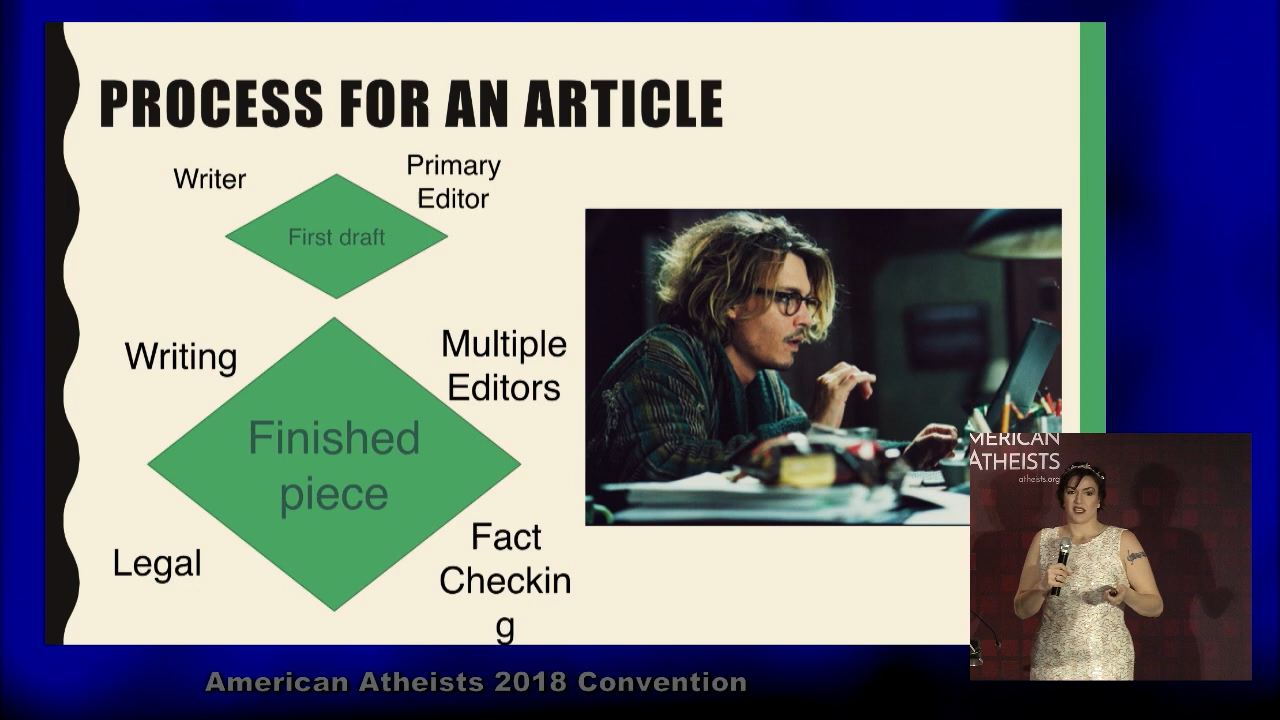 PROCESS FOR AN ARTICLE
Writer
Primary
Editor
First draft
Writing
Multiple
Editors
Finished
piece
Legal
Fact
Checkin
g
AMERICAN
ATHEISTS
atheists.org
American Atheists 2018 Convention